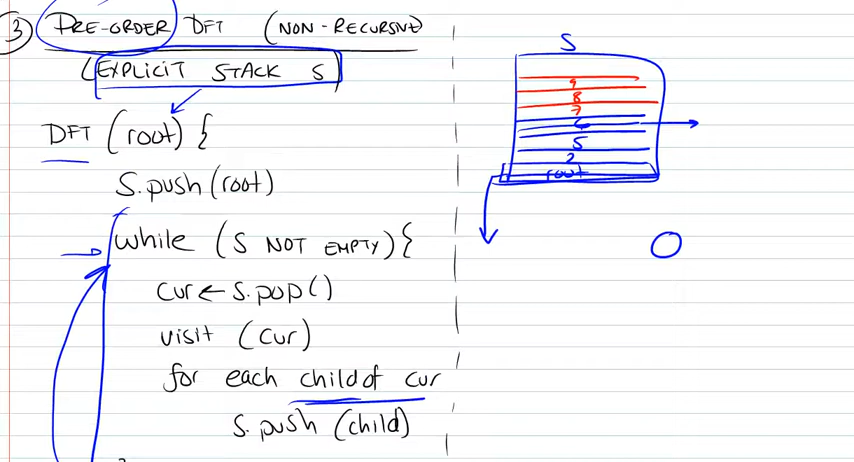 3 PRE-ORDER DFT (NON-RECURSIVE)
(EXPLICIT STACK S)
DFT (root) {
S.push(root)
while (S NOT EMPTY) {
cur ← S.pop()
visit (cur)
for each child of cur
S.push (child)
S
9
8
7
6
5
2
root